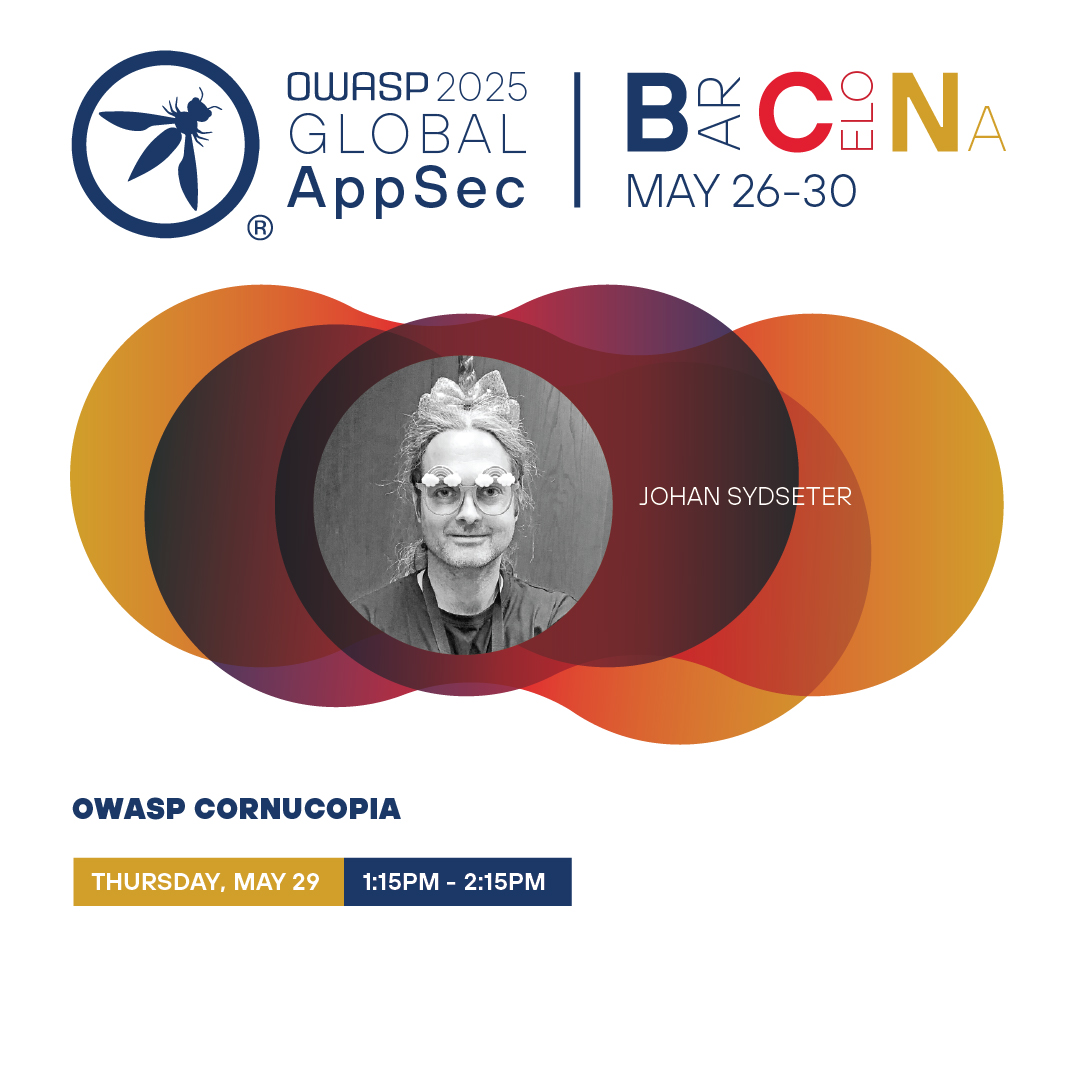 OWASP 2025
GLOBAL
AppSec
®
BARCELONA
MAY 26-30
JOHAN SYDSETER
OWASP CORNUCOPIA
THURSDAY, MAY 29
1:15PM - 2:15PM